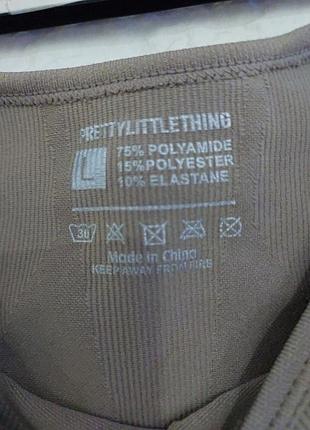 PRETTYLITTLETHING
L
75% POLYAMIDE
15% POLYESTER
10% ELASTANE
30
Made in China
KEEP AWAY FROM FIRE